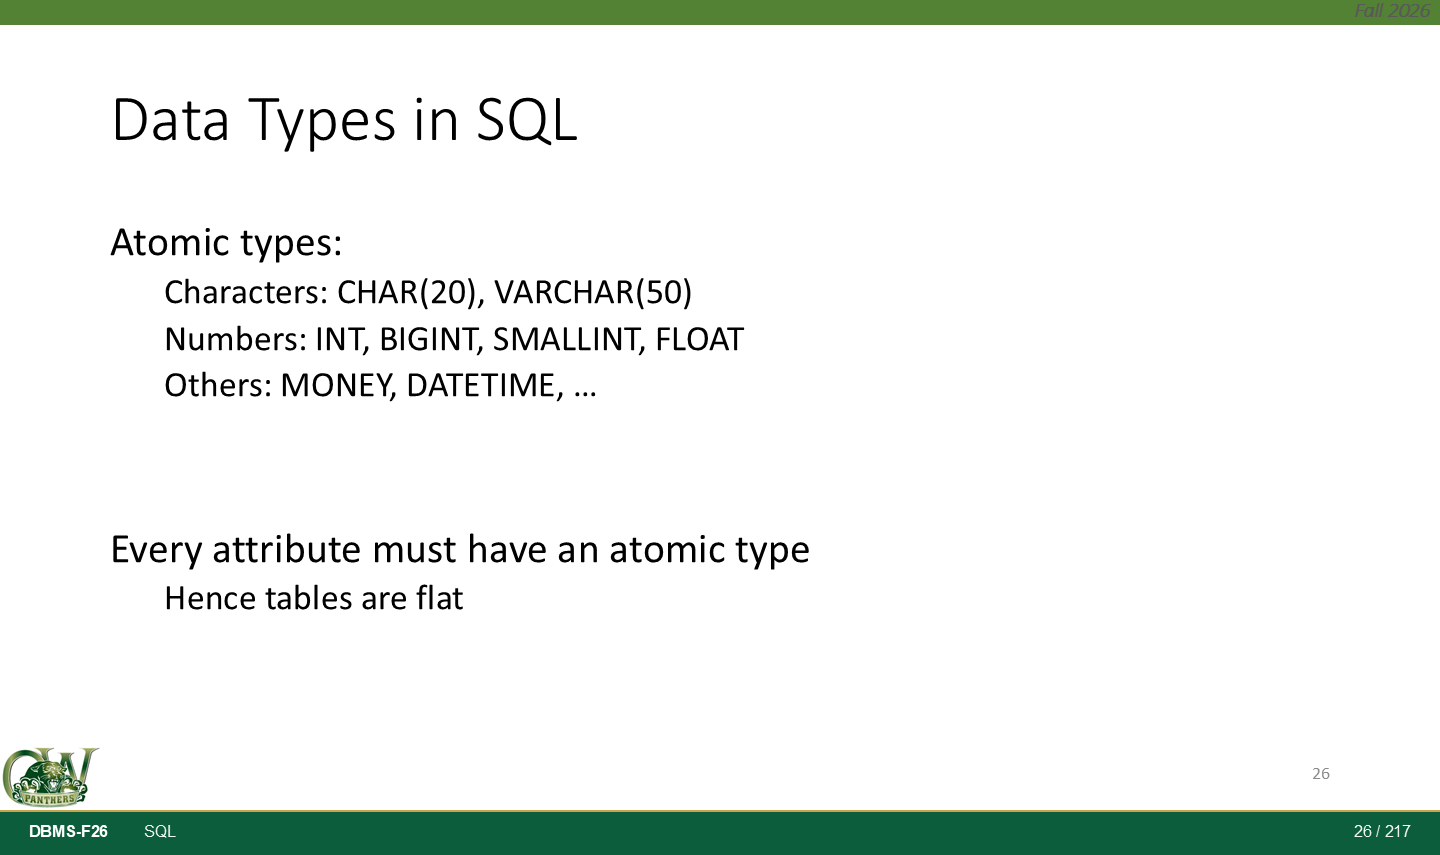 Fall 2026
Data Types in SQL
Atomic types:
Characters: CHAR(20), VARCHAR(50)
Numbers: INT, BIGINT, SMALLINT, FLOAT
Others: MONEY, DATETIME, …
Every attribute must have an atomic type
Hence tables are flat
OW
PANTHERS
26
DBMS-F26 SQL 26 / 217